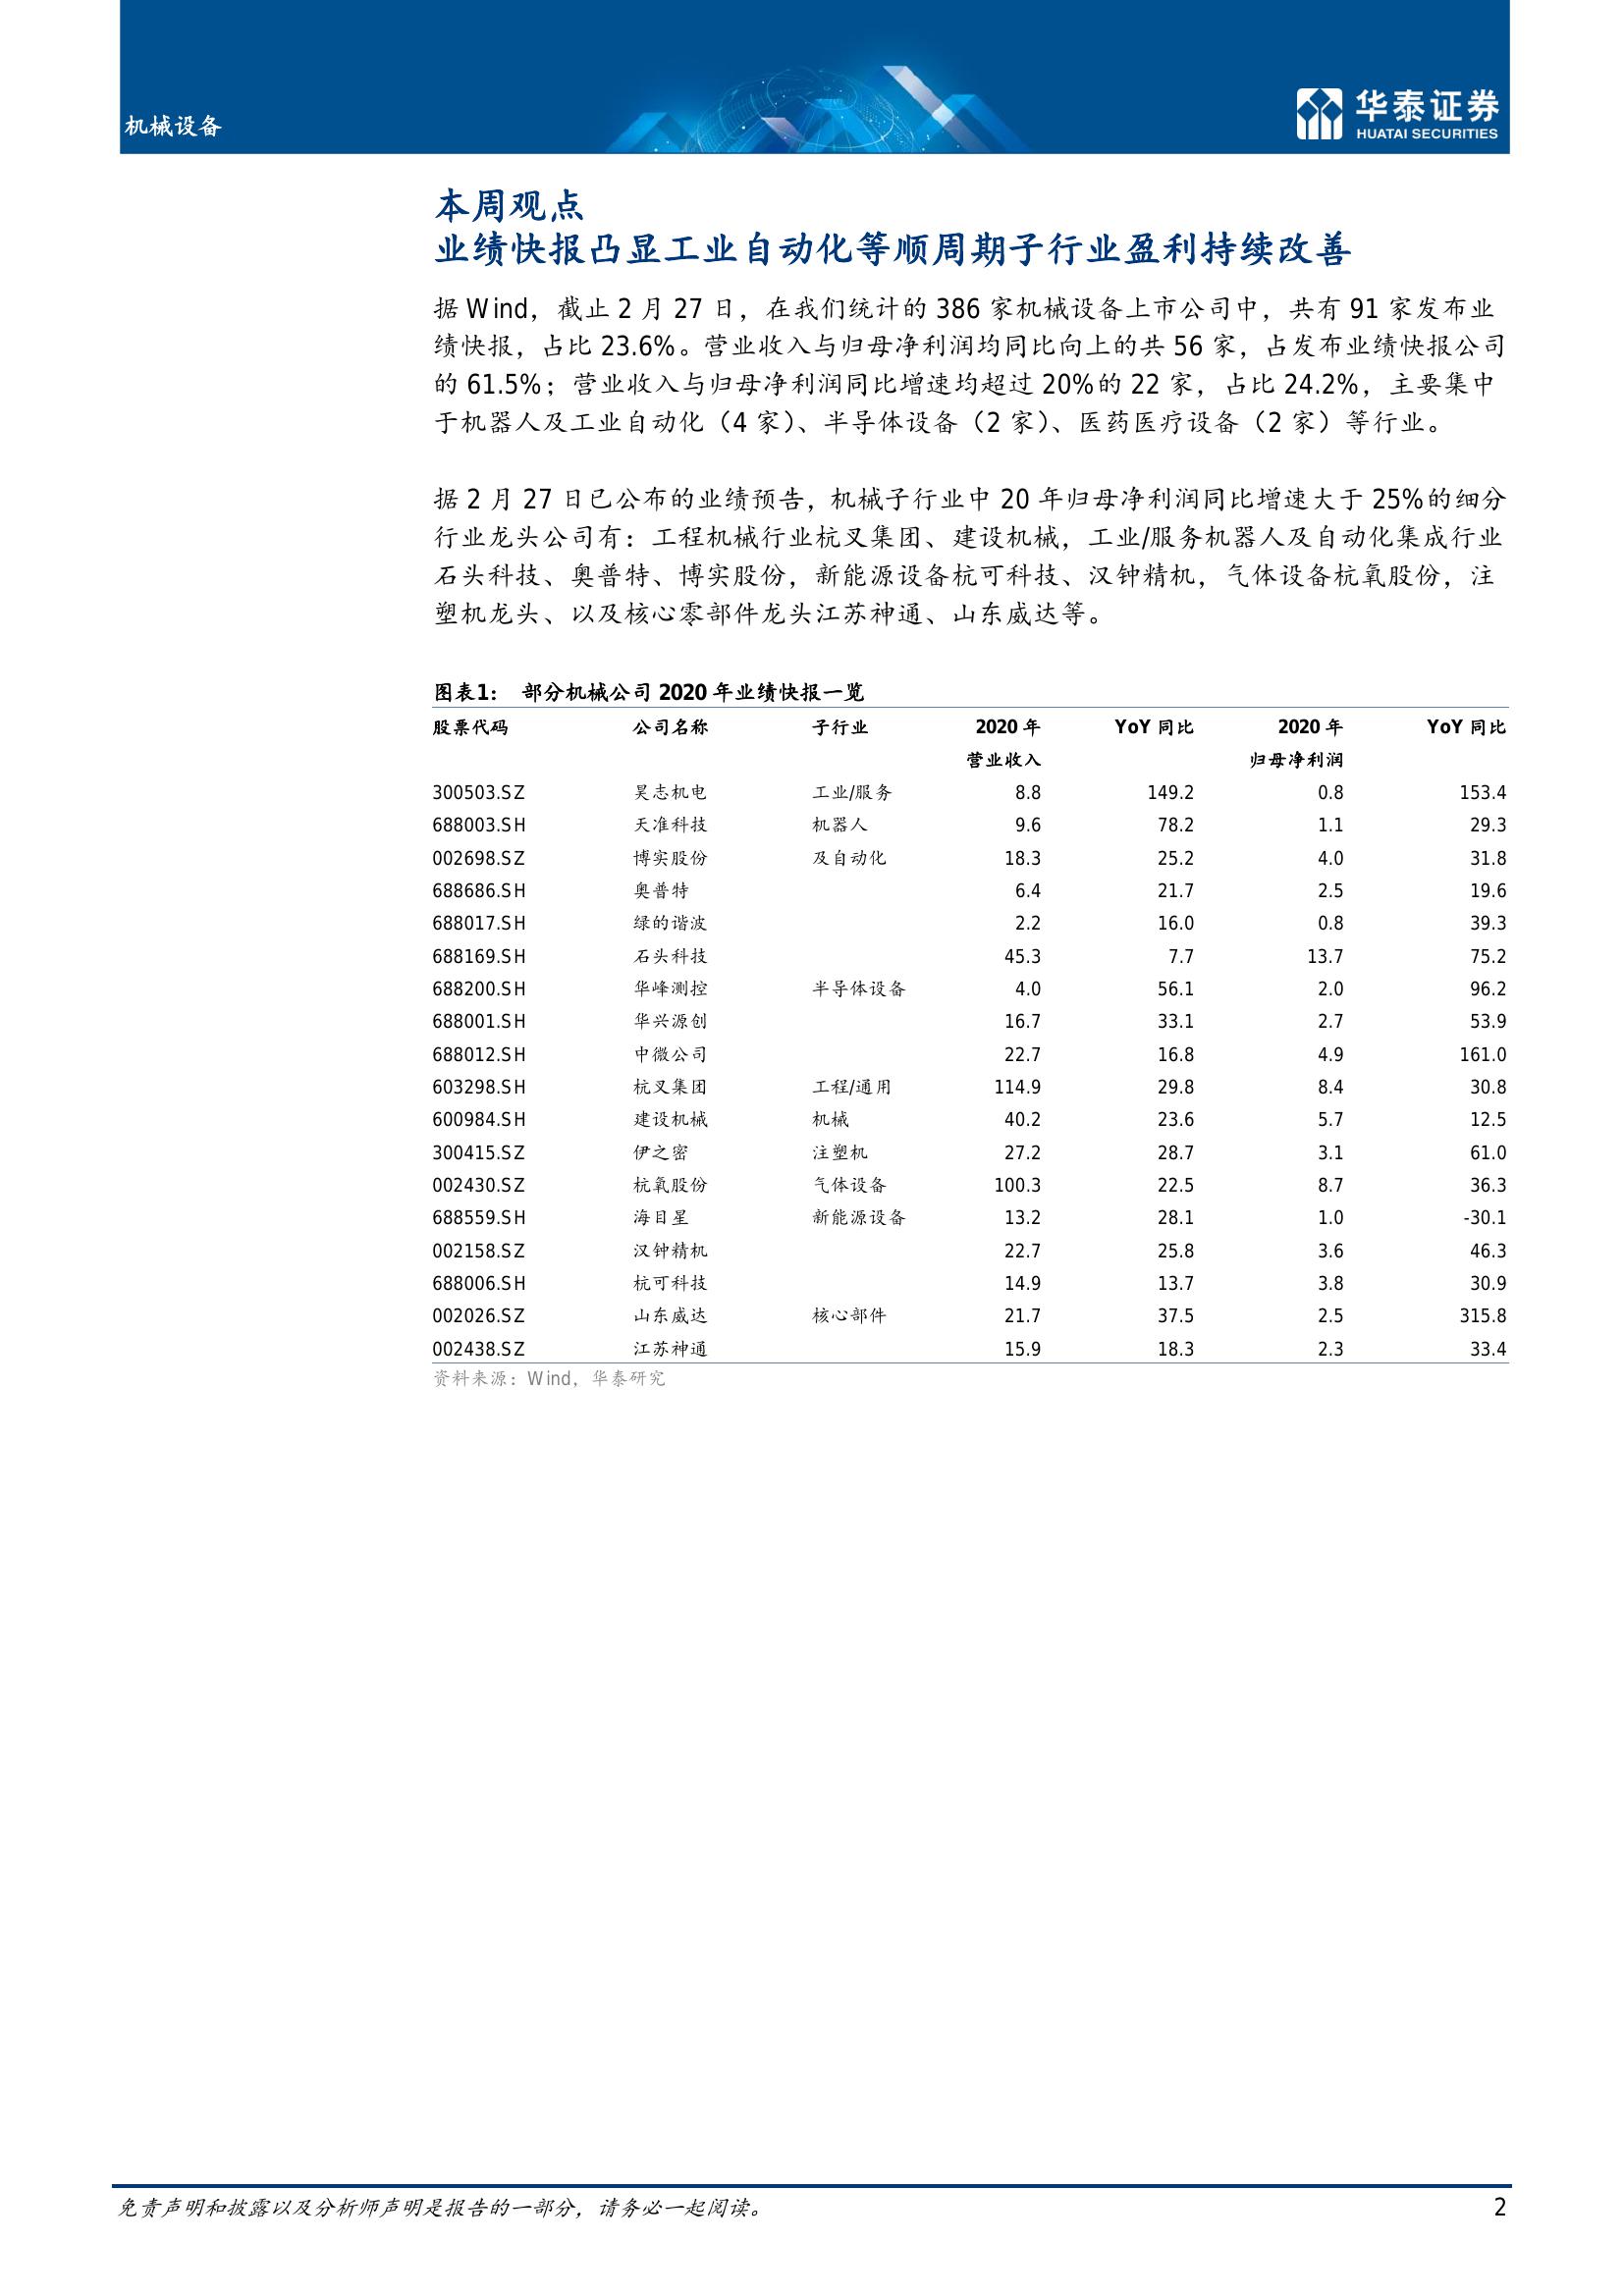 机械设备
华泰证券
HUATAI SECURITIES
本周观点
业绩快报凸显工业自动化等顺周期子行业盈利持续改善
据 Wind，截止 2 月 27 日，在我们统计的 386 家机械设备上市公司中，共有 91 家发布业
绩快报，占比 23.6%。营业收入与归母净利润均同比向上的共 56 家，占发布业绩快报公司
的 61.5%；营业收入与归母净利润同比增速均超过 20%的 22 家，占比 24.2%，主要集中
于机器人及工业自动化（4 家）、半导体设备（2 家）、医药医疗设备（2 家）等行业。
据 2 月 27 日已公布的业绩预告，机械子行业中 20 年归母净利润同比增速大于 25%的细分
行业龙头公司有：工程机械行业杭叉集团、建设机械，工业/服务机器人及自动化集成行业
石头科技、奥普特、博实股份，新能源设备杭可科技、汉钟精机，气体设备杭氧股份，注
塑机龙头、以及核心零部件龙头江苏神通、山东威达等。
图表1： 部分机械公司 2020 年业绩快报一览
股票代码 公司名称 子行业 2020 年 YoY 同比 2020 年 YoY 同比
营业收入 归母净利润
300503.SZ 昊志机电 工业/服务 8.8 149.2 0.8 153.4
688003.SH 天准科技 机器人 9.6 78.2 1.1 29.3
002698.SZ 博实股份 及自动化 18.3 25.2 4.0 31.8
688686.SH 奥普特 6.4 21.7 2.5 19.6
688017.SH 绿的谐波 2.2 16.0 0.8 39.3
688169.SH 石头科技 45.3 7.7 13.7 75.2
688200.SH 华峰测控 半导体设备 4.0 56.1 2.0 96.2
688001.SH 华兴源创 16.7 33.1 2.7 53.9
688012.SH 中微公司 22.7 16.8 4.9 161.0
603298.SH 杭叉集团 工程/通用 114.9 29.8 8.4 30.8
600984.SH 建设机械 机械 40.2 23.6 5.7 12.5
300415.SZ 伊之密 注塑机 27.2 28.7 3.1 61.0
002430.SZ 杭氧股份 气体设备 100.3 22.5 8.7 36.3
688559.SH 海目星 新能源设备 13.2 28.1 1.0 -30.1
002158.SZ 汉钟精机 22.7 25.8 3.6 46.3
688006.SH 杭可科技 14.9 13.7 3.8 30.9
002026.SZ 山东威达 核心部件 21.7 37.5 2.5 315.8
002438.SZ 江苏神通 15.9 18.3 2.3 33.4
资料来源：Wind，华泰研究
免责声明和披露以及分析师声明是报告的一部分，请务必一起阅读。 2